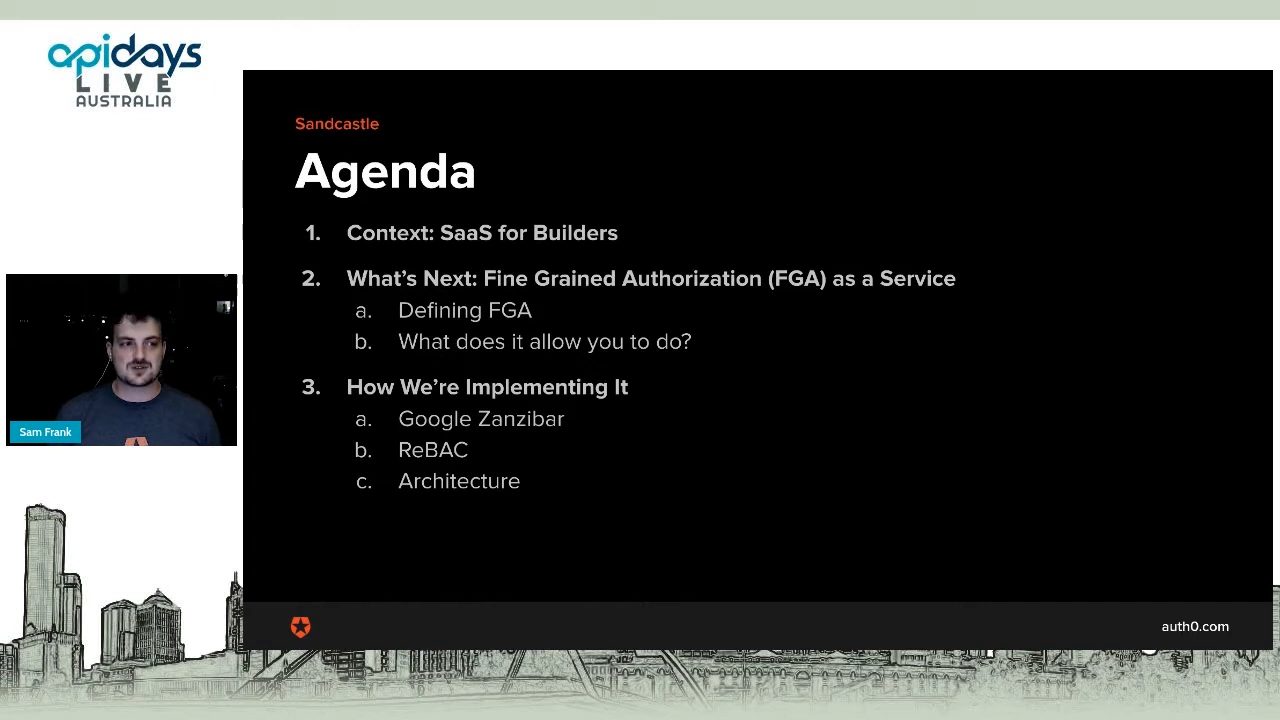 apidays
LIVE
AUSTRALIA
Sandcastle
Agenda
1. Context: SaaS for Builders
2. What's Next: Fine Grained Authorization (FGA) as a Service
a. Defining FGA
b. What does it allow you to do?
3. How We're Implementing It
a. Google Zanzibar
b. ReBAC
c. Architecture
Sam Frank
auth0.com